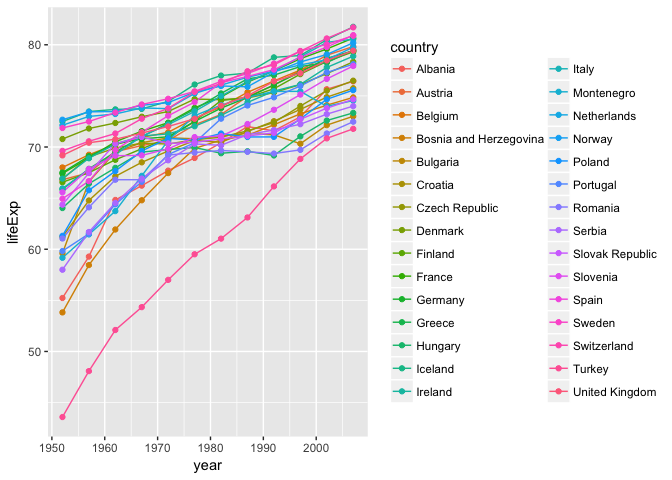 lifeExp
80
70
60
50
1950
1960
1970
1980
1990
2000
year
country
Albania
Austria
Belgium
Bosnia and Herzegovina
Bulgaria
Croatia
Czech Republic
Denmark
Finland
France
Germany
Greece
Hungary
Iceland
Ireland
Italy
Montenegro
Netherlands
Norway
Poland
Portugal
Romania
Serbia
Slovak Republic
Slovenia
Spain
Sweden
Switzerland
Turkey
United Kingdom